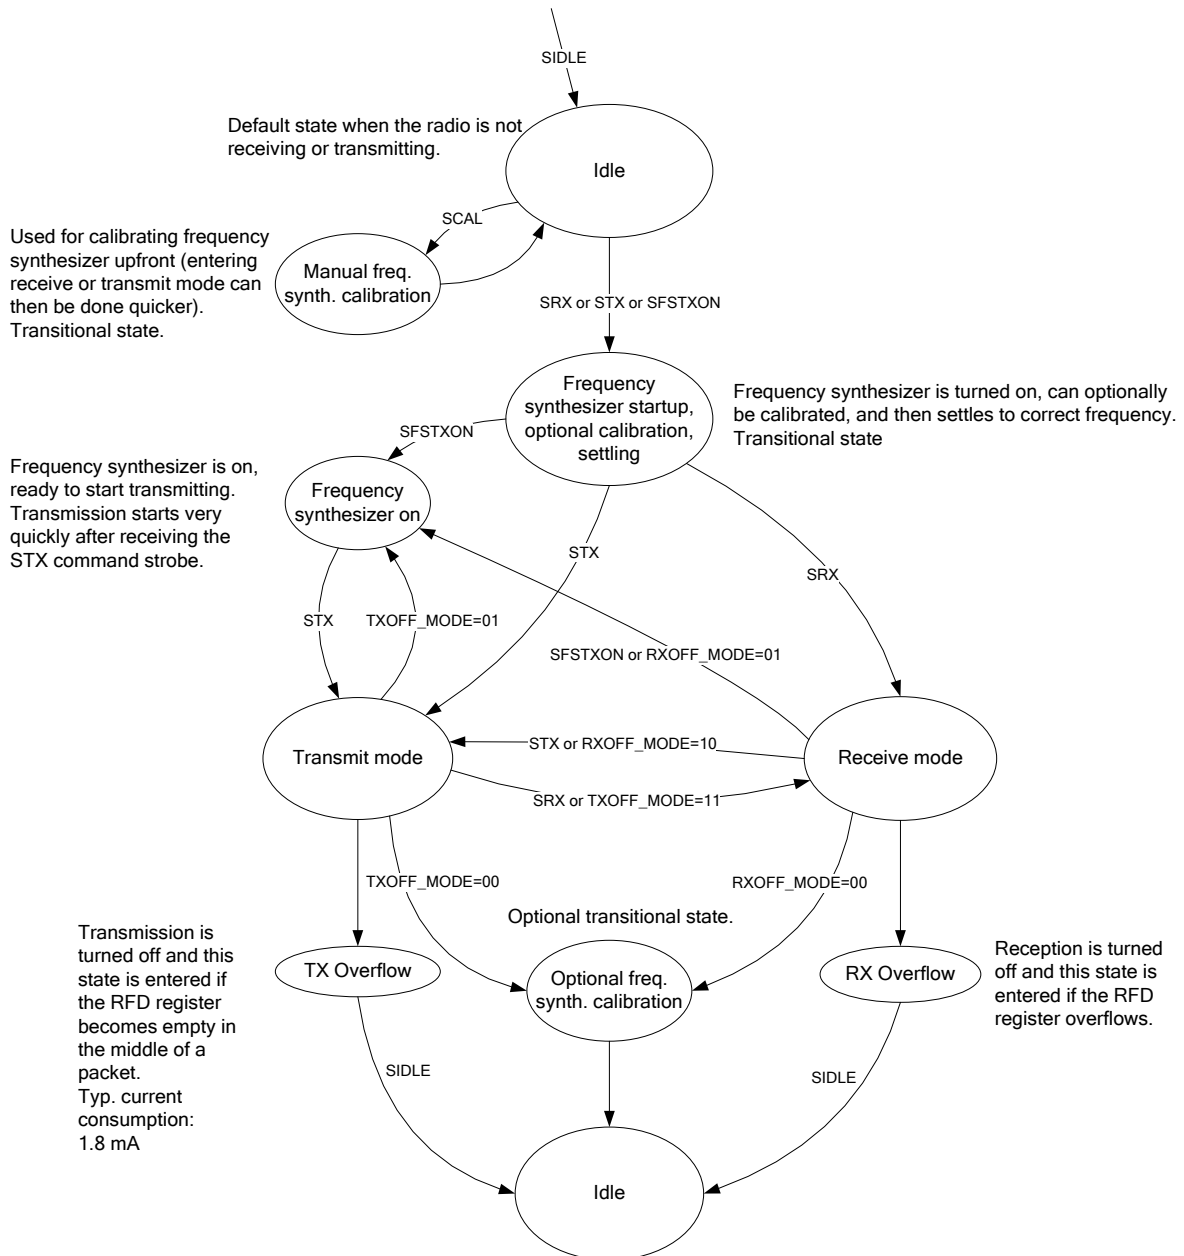 SIDLE
Default state when the radio is not
receiving or transmitting.
Idle
SCAL
Used for calibrating frequency
synthesizer upfront (entering
receive or transmit mode can
then be done quicker).
Transitional state.
Manual freq.
synth. calibration
SRX or STX or SFSTXON
Frequency
synthesizer startup,
optional calibration,
settling
Frequency synthesizer is turned on, can optionally
be calibrated, and then settles to correct frequency.
Transitional state
SFSTXON
Frequency synthesizer is on,
ready to start transmitting.
Transmission starts very
quickly after receiving the
STX command strobe.
Frequency
synthesizer on
STX
SRX
STX
TXOFF_MODE=01
SFSTXON or RXOFF_MODE=01
Transmit mode
STX or RXOFF_MODE=10
Receive mode
SRX or TXOFF_MODE=11
TXOFF_MODE=00
RXOFF_MODE=00
Optional transitional state.
Transmission is
turned off and this
state is entered if
the RFD register
becomes empty in
the middle of a
packet.
Typ. current
consumption:
1.8 mA
TX Overflow
Optional freq.
synth. calibration
RX Overflow
Reception is turned
off and this state is
entered if the RFD
register overflows.
SIDLE
SIDLE
Idle